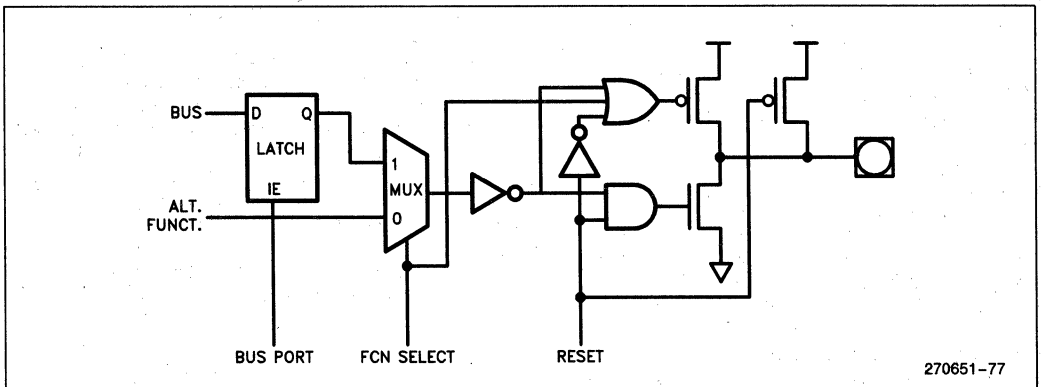 BUS
D
Q
LATCH
IE
1
MUX
0
ALT.
FUNCT.
BUS PORT
FCN SELECT
RESET
270651-77